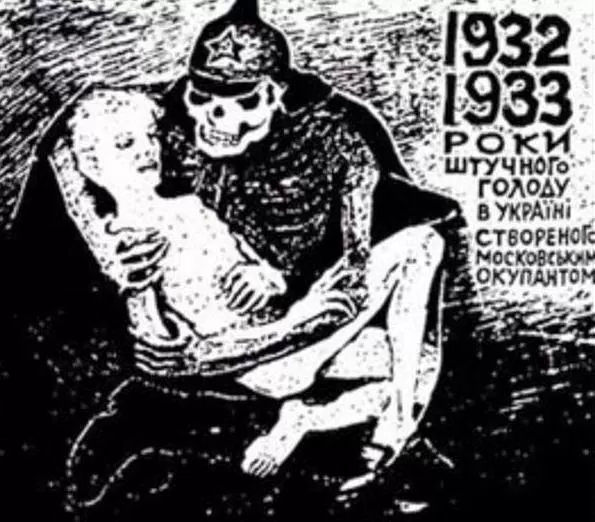 1932
1933
РОКИ
ШТУЧНОГО
ГОЛОДУ
В УКРАЇНІ
СТВОРЕНОГО
МОСКОВСЬКИМ
ОКУПАНТОМ